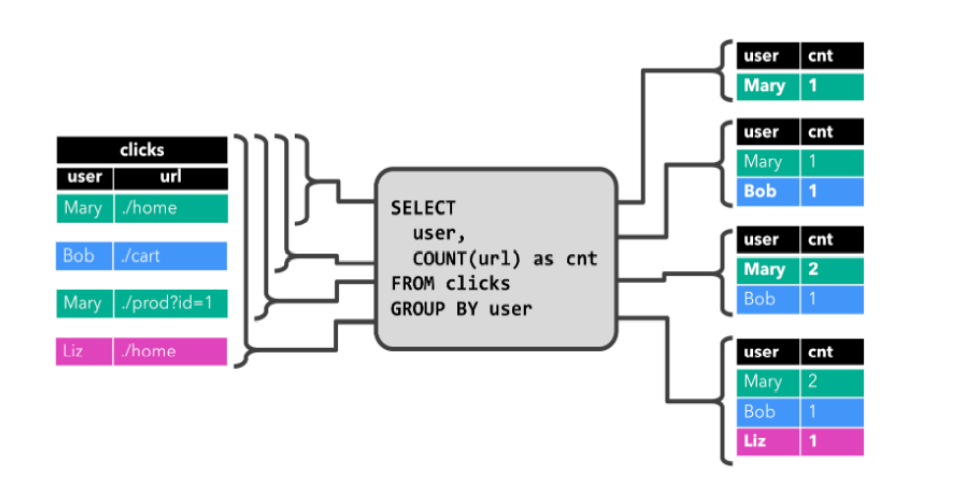 clicks
user url
Mary ./home
Bob ./cart
Mary ./prod?id=1
Liz ./home
SELECT
user,
COUNT(url) as cnt
FROM clicks
GROUP BY user
user cnt
Mary 1
user cnt
Mary 1
Bob 1
user cnt
Mary 2
Bob 1
user cnt
Mary 2
Bob 1
Liz 1